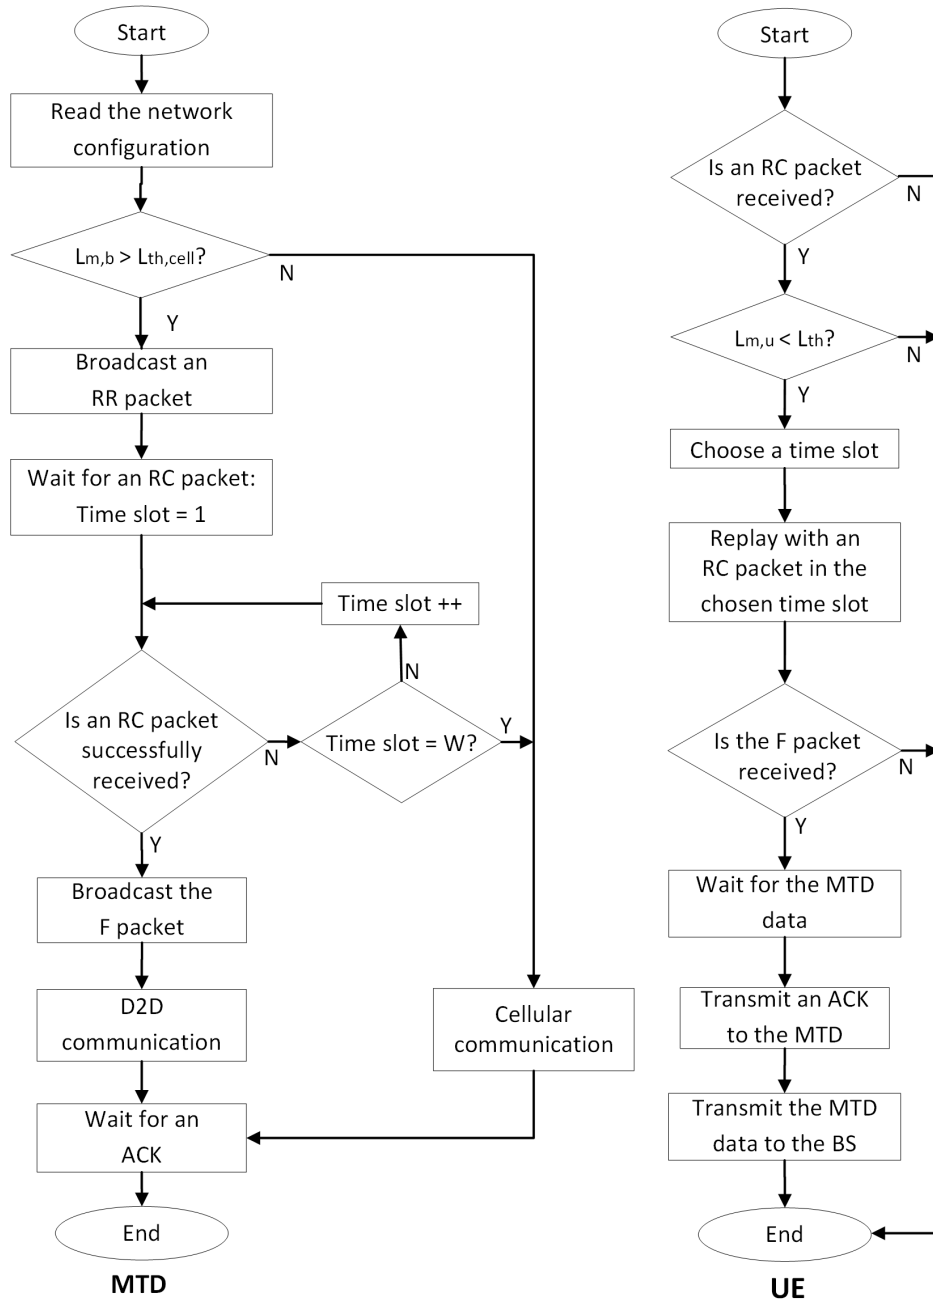 Start
Read the network
configuration
Lm,b > Lth,cell?
N
Y
Broadcast an
RR packet
Wait for an RC packet:
Time slot = 1
Time slot ++
N
Is an RC packet
successfully
received?
N
Time slot = W?
Y
Y
Broadcast the
F packet
D2D
communication
Cellular
communication
Wait for an
ACK
End
MTD
Start
Is an RC packet
received?
N
Y
Lm,u < Lth?
N
Y
Choose a time slot
Replay with an
RC packet in the
chosen time slot
Is the F packet
received?
N
Y
Wait for the MTD
data
Transmit an ACK
to the MTD
Transmit the MTD
data to the BS
End
UE